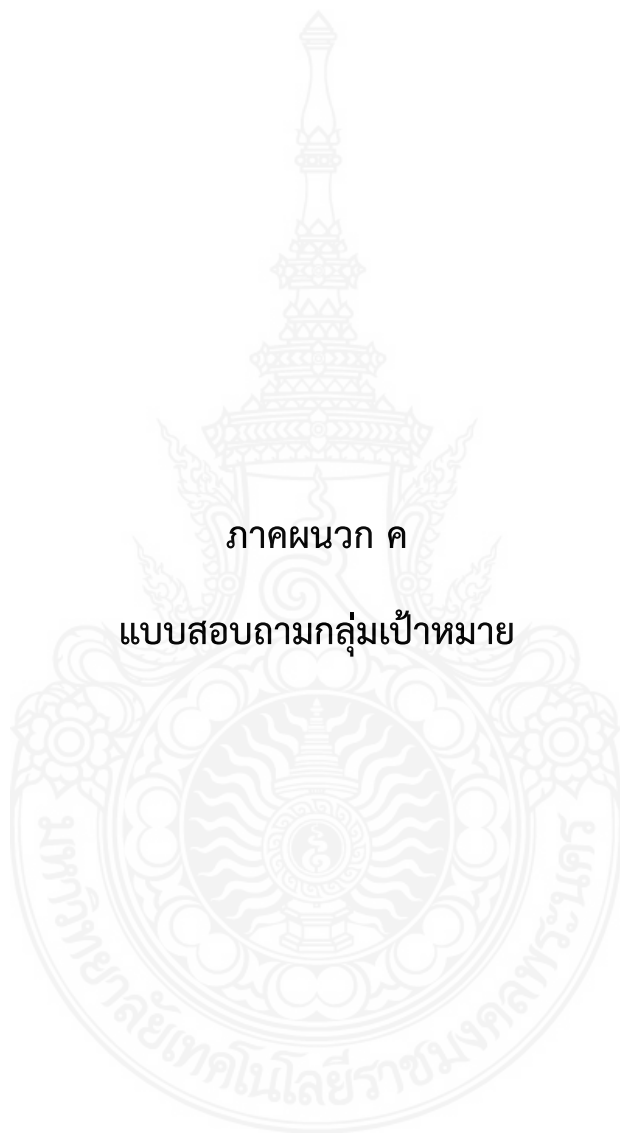 ภาคผนวก ค
แบบสอบถามกลุ่มเป้าหมาย
มหาวิทยาลัยเทคโนโลยีราชมงคลพระนคร